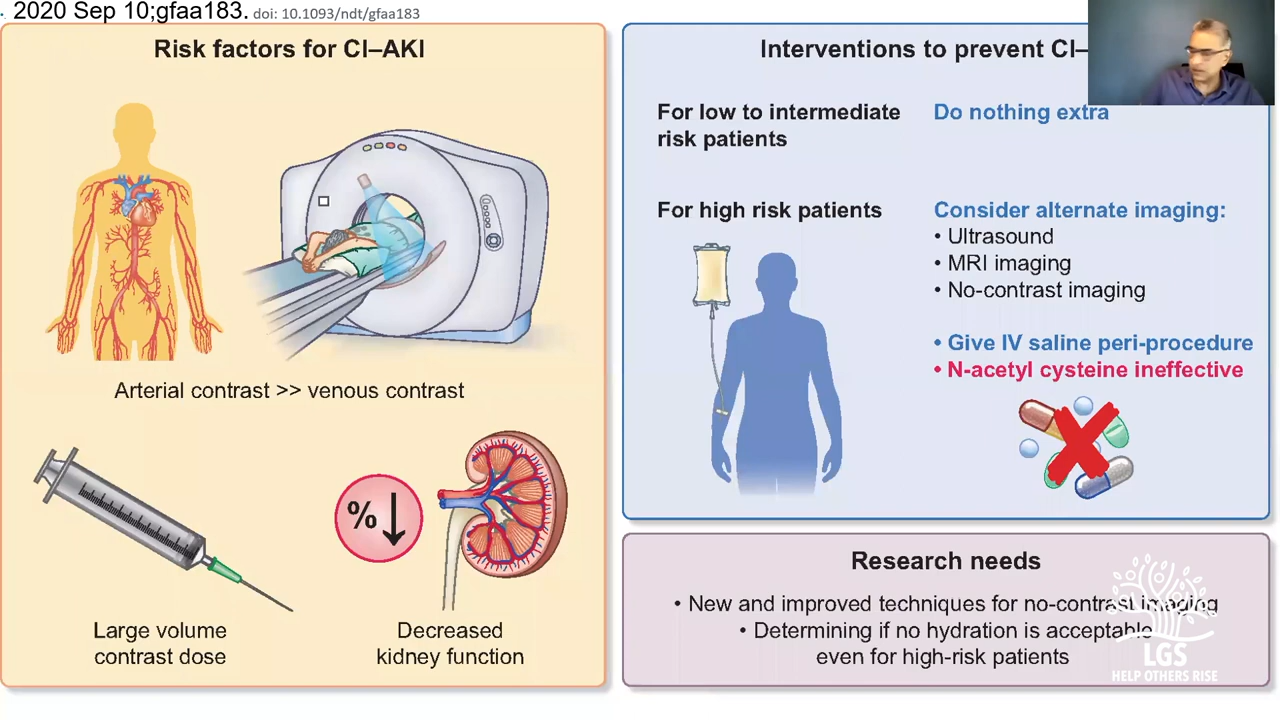 2020 Sep 10;gfaa183. doi: 10.1093/ndt/gfaa183
Risk factors for CI–AKI
Arterial contrast >> venous contrast
% ↓
Large volume
contrast dose
Decreased
kidney function
Interventions to prevent CI–
For low to intermediate
risk patients
Do nothing extra
For high risk patients
Consider alternate imaging:
• Ultrasound
• MRI imaging
• No-contrast imaging
• Give IV saline peri-procedure
• N-acetyl cysteine ineffective
Research needs
• New and improved techniques for no-contrast imaging
• Determining if no hydration is acceptable
even for high-risk patients
LGS
HELP OTHERS RISE